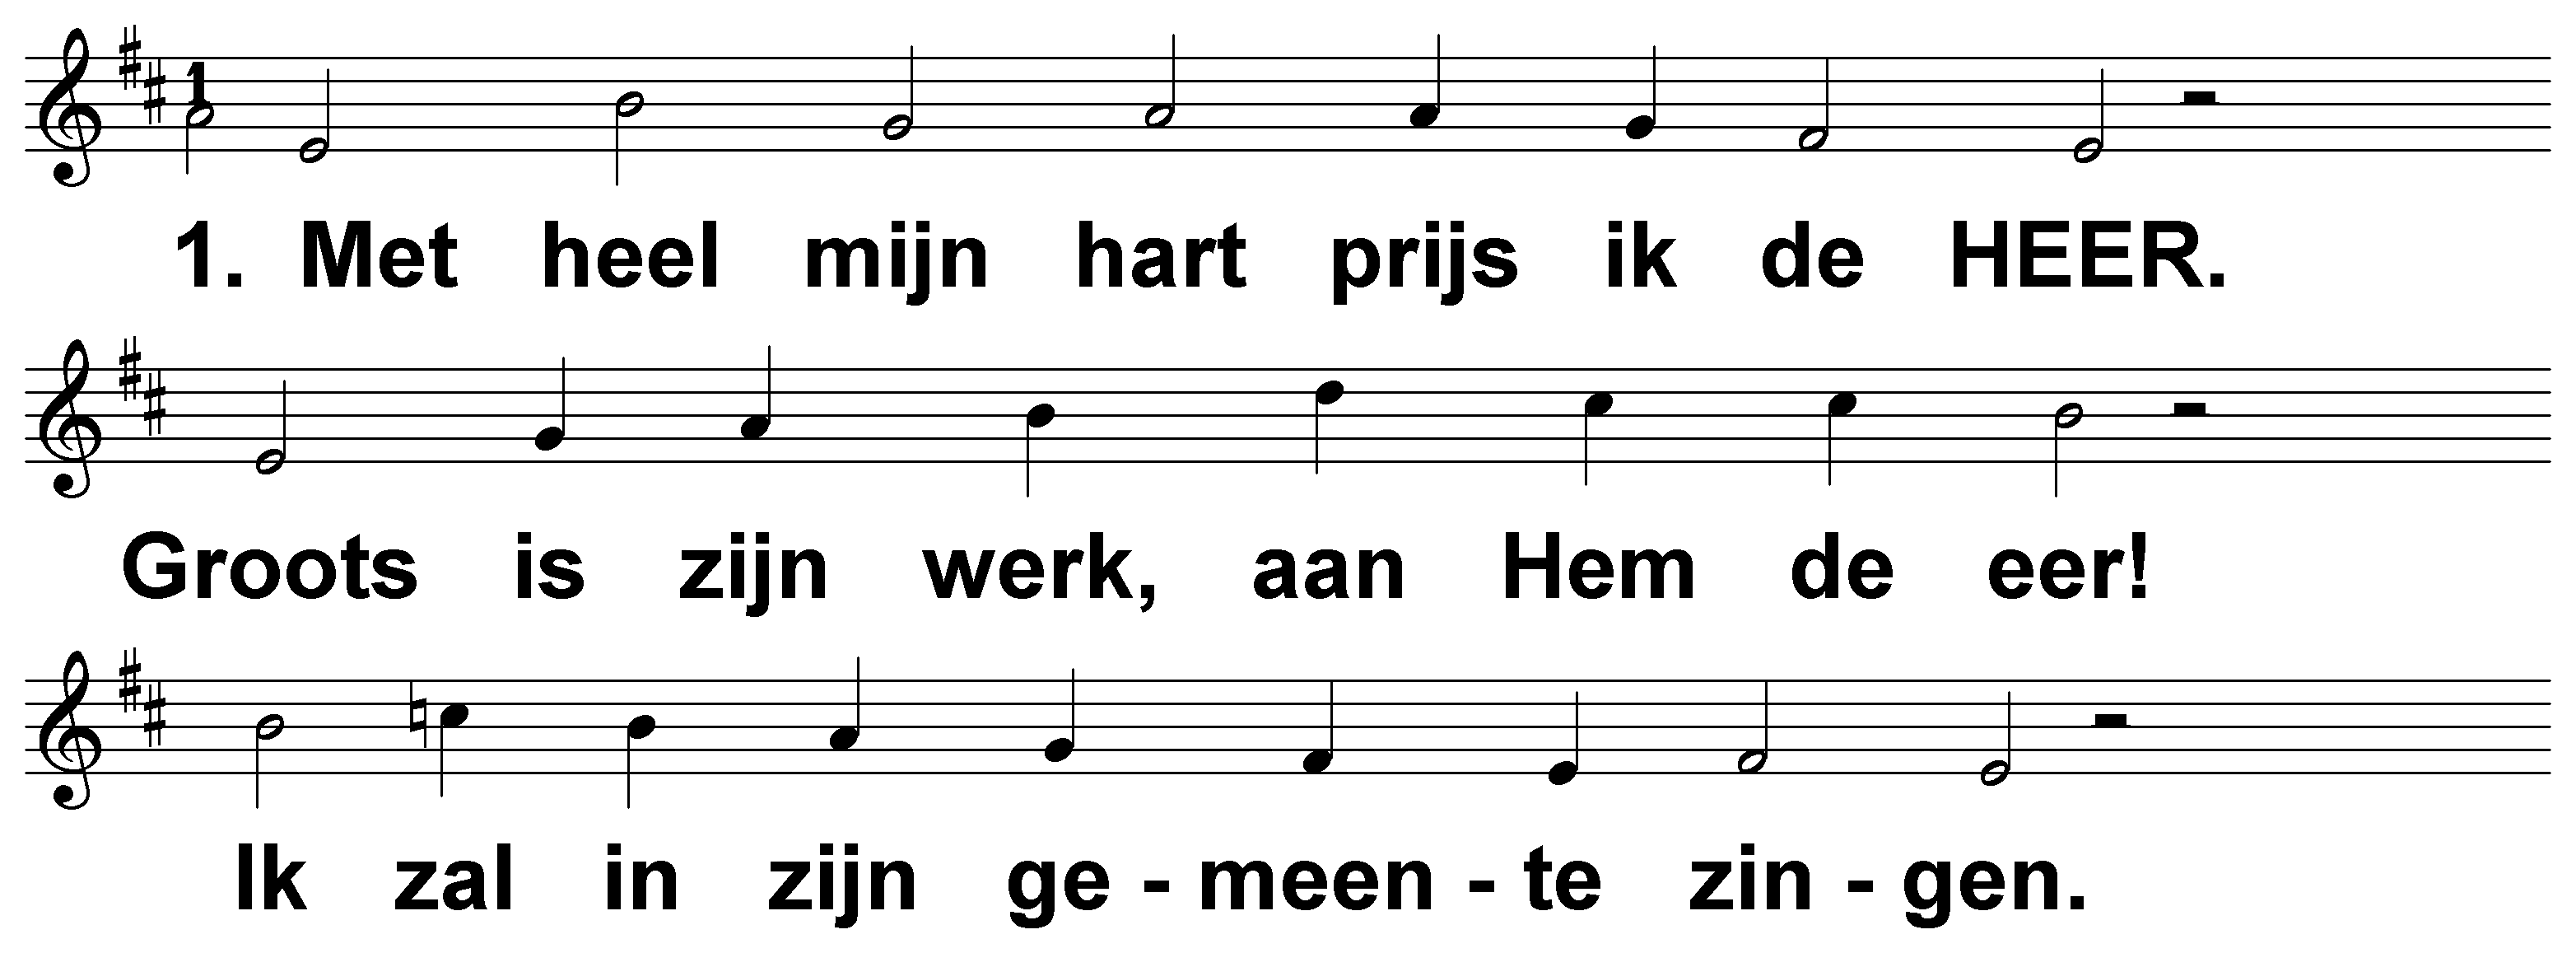 1
1. Met heel mijn hart prijs ik de HEER.
Groots is zijn werk, aan Hem de eer!
Ik zal in zijn ge - meen - te zin - gen.